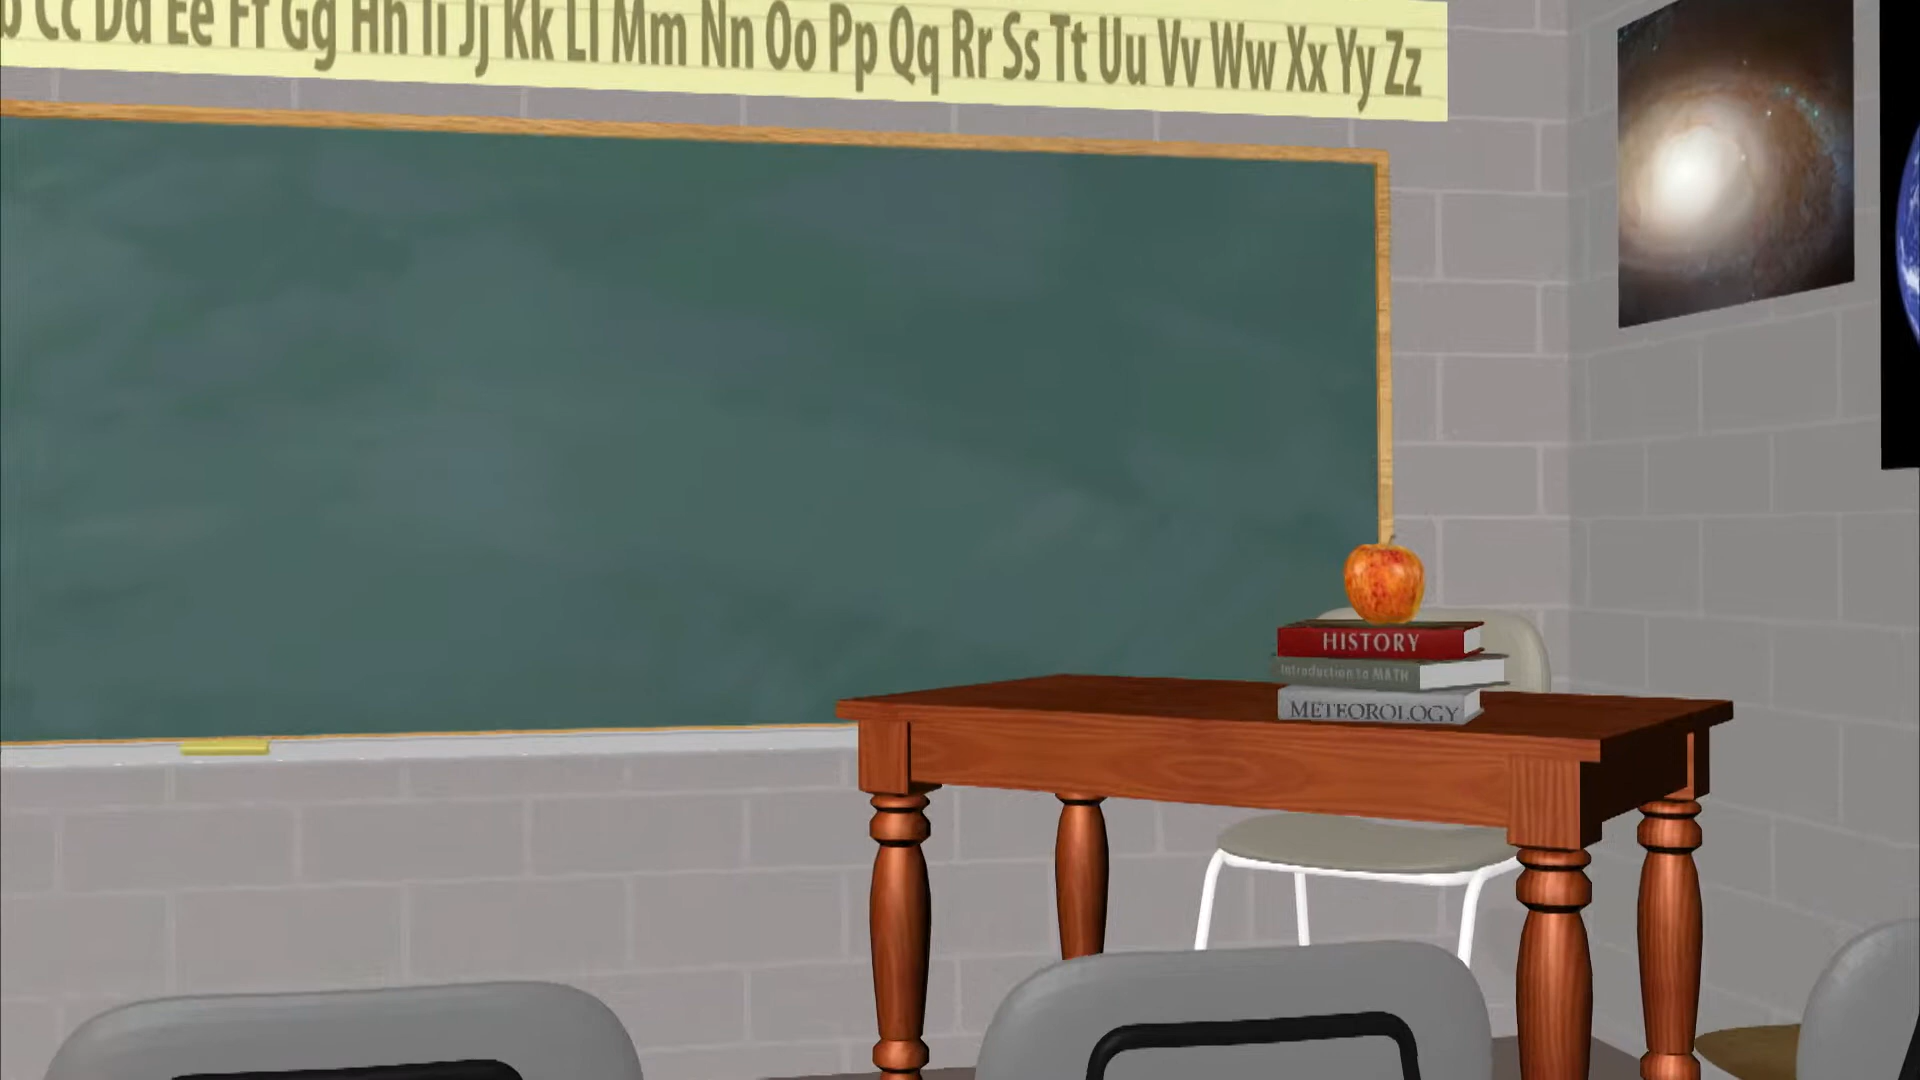 Cc Dd Ee Ff Gg Hh Ii Jj Kk Ll Mm Nn Oo Pp Qq Rr Ss Tt Uu Vv Ww Xx Yy Zz
HISTORY
Introduction to MATH
METEOROLOGY